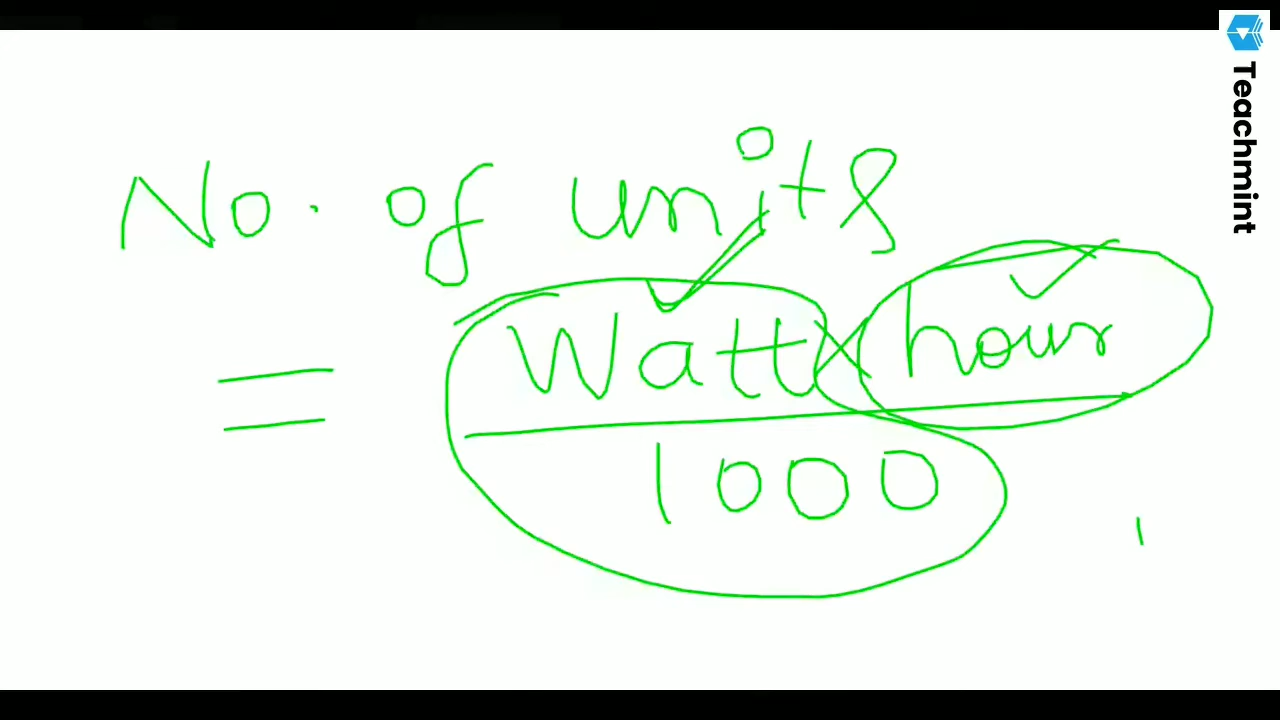 No. of units
= Watt × hour
1000
Teachmint